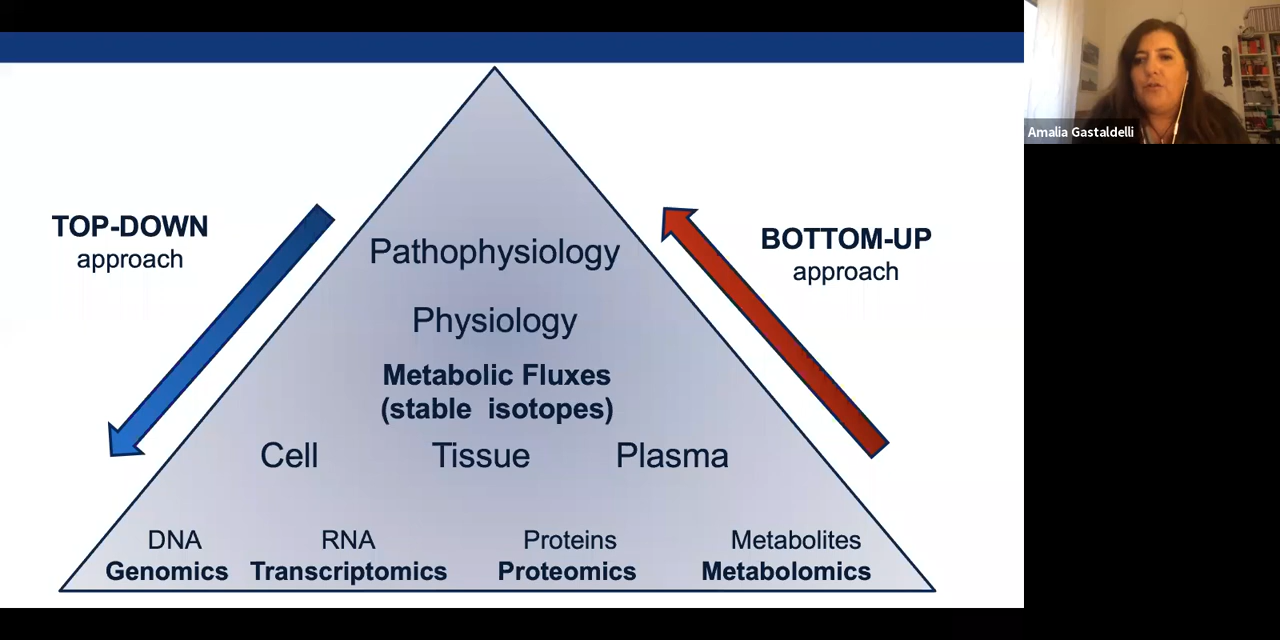 Amalia Gastaldelli
TOP-DOWN
approach
BOTTOM-UP
approach
Pathophysiology
Physiology
Metabolic Fluxes
(stable isotopes)
Cell Tissue Plasma
DNA RNA Proteins Metabolites
Genomics Transcriptomics Proteomics Metabolomics